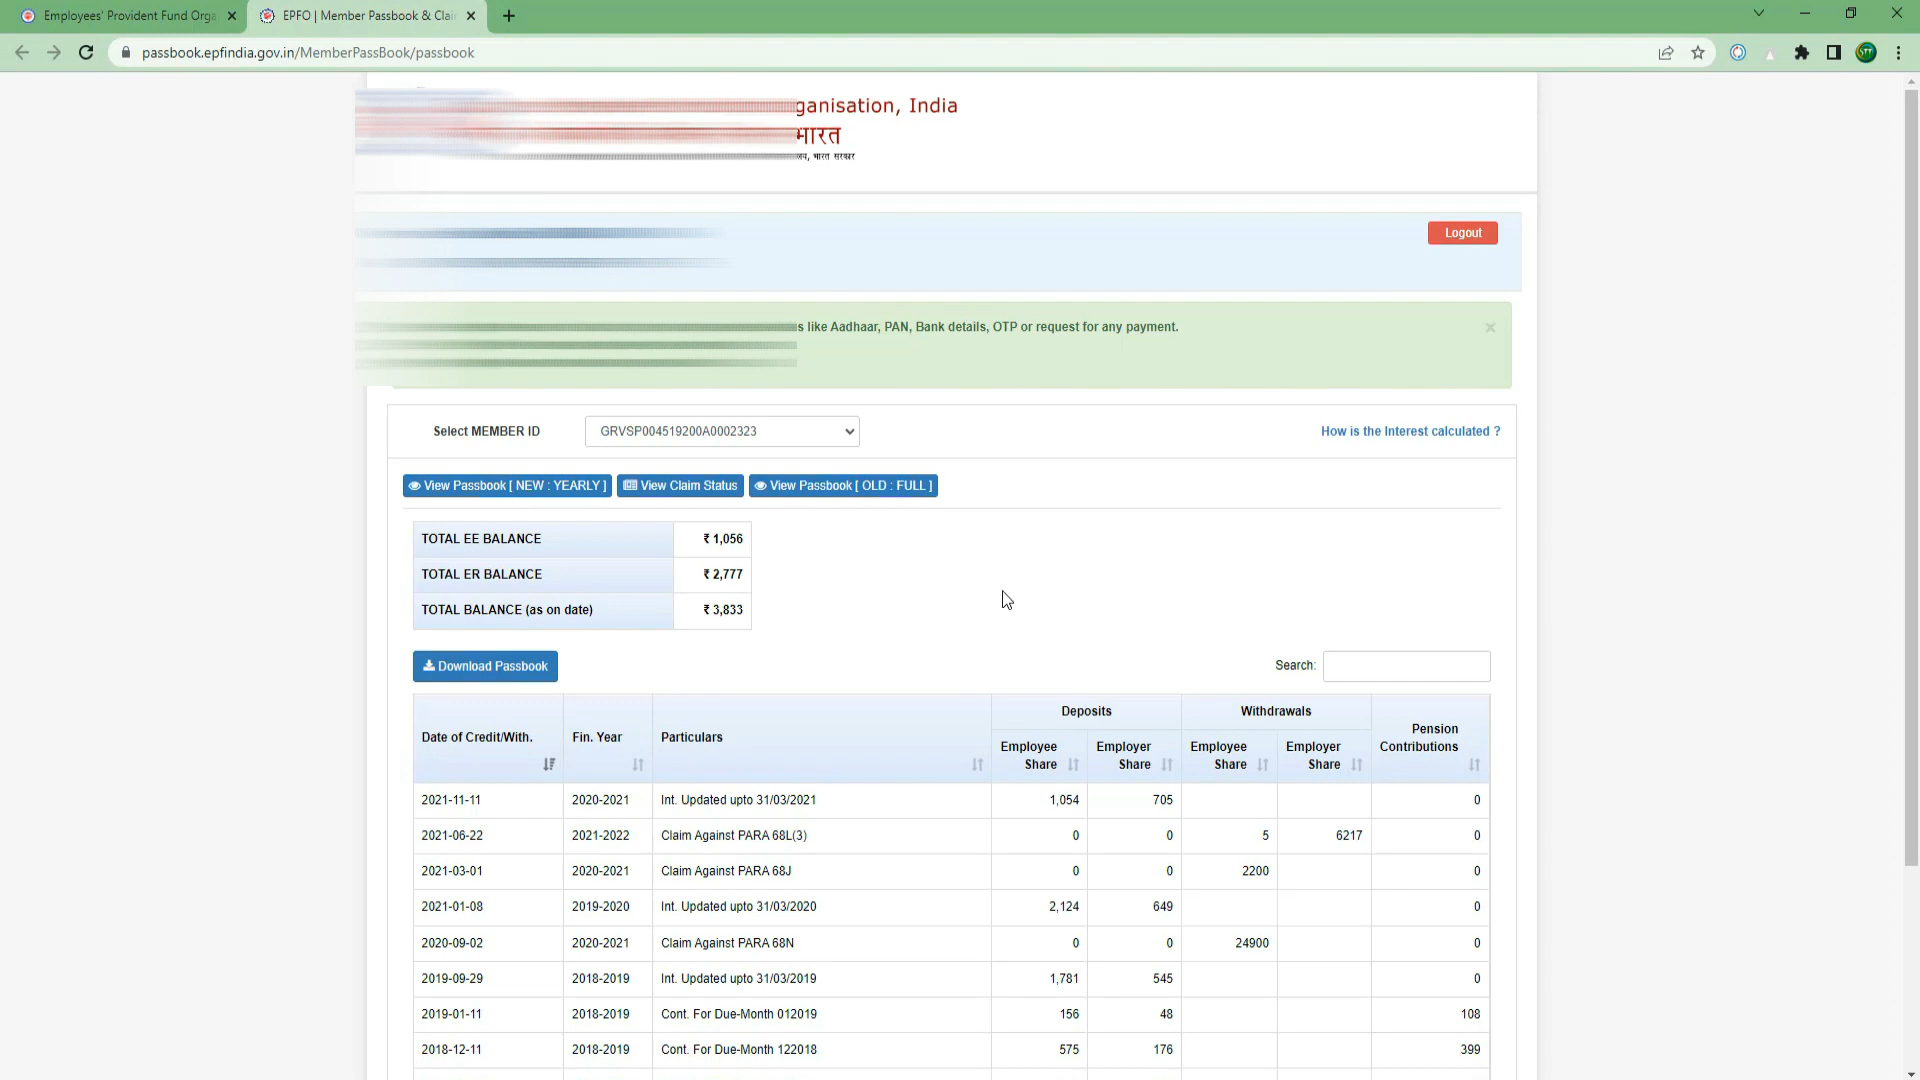 Employees' Provident Fund Orga
EPFO | Member Passbook & Clai
passbook.epfindia.gov.in/MemberPassBook/passbook
STT
ganisation, India
भारत
लय, भारत सरकार
Logout
s like Aadhaar, PAN, Bank details, OTP or request for any payment.
Select MEMBER ID GRVSP004519200A0002323 How is the Interest calculated ?
View Passbook [ NEW : YEARLY ] View Claim Status View Passbook [ OLD : FULL ]
TOTAL EE BALANCE ₹ 1,056
TOTAL ER BALANCE ₹ 2,777
TOTAL BALANCE (as on date) ₹ 3,833
Download Passbook Search:
Deposits Withdrawals
Date of Credit/With. Fin. Year Particulars Employee Share Employer Share Employee Share Employer Share Pension Contributions
2021-11-11 2020-2021 Int. Updated upto 31/03/2021 1,054 705 0
2021-06-22 2021-2022 Claim Against PARA 68L(3) 0 0 5 6217 0
2021-03-01 2020-2021 Claim Against PARA 68J 0 0 2200 0
2021-01-08 2019-2020 Int. Updated upto 31/03/2020 2,124 649 0
2020-09-02 2020-2021 Claim Against PARA 68N 0 0 24900 0
2019-09-29 2018-2019 Int. Updated upto 31/03/2019 1,781 545 0
2019-01-11 2018-2019 Cont. For Due-Month 012019 156 48 108
2018-12-11 2018-2019 Cont. For Due-Month 122018 575 176 399